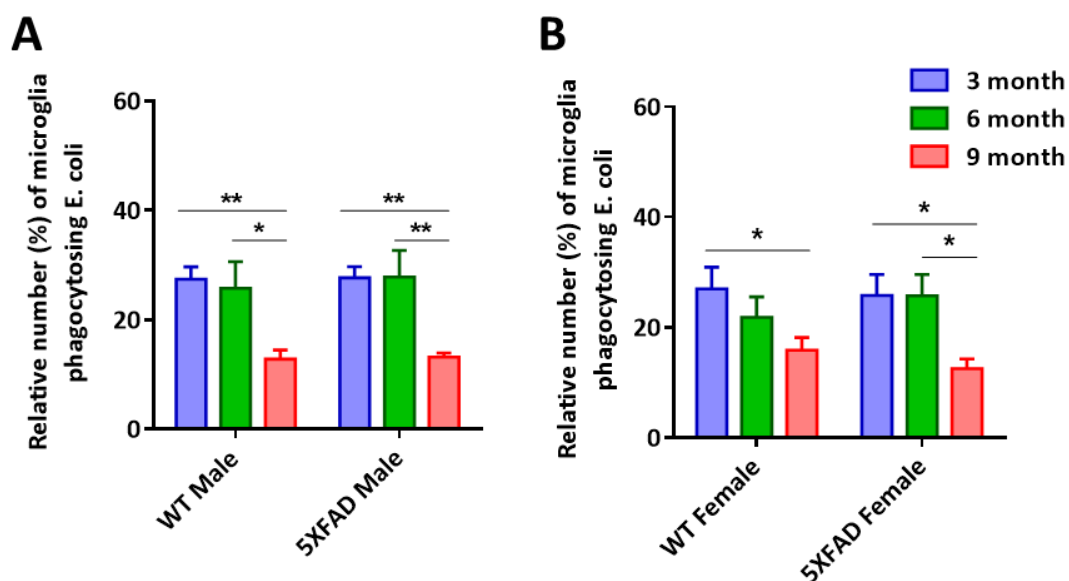 A
Relative number (%) of microglia
phagocytosing E. coli
60
40
20
0
**
*
**
**
WT Male
5XFAD Male
B
3 month
6 month
9 month
Relative number (%) of microglia
phagocytosing E. coli
60
40
20
0
*
*
*
WT Female
5XFAD Female